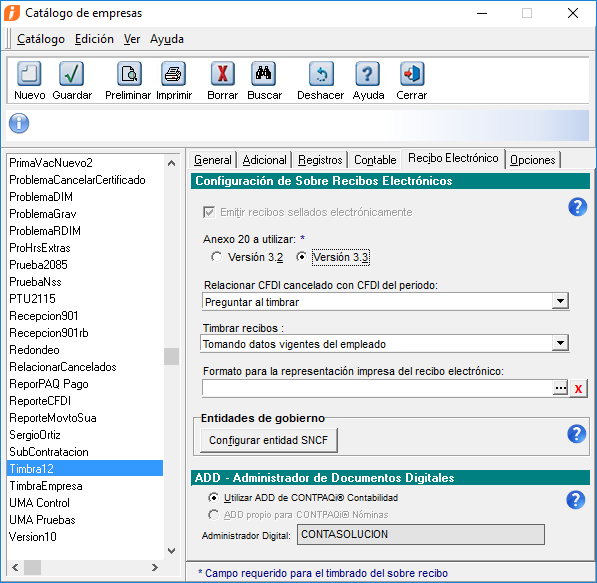 Catálogo de empresas
Catálogo Edición Ver Ayuda
Nuevo Guardar Preliminar Imprimir Borrar Buscar Deshacer Ayuda Cerrar
PrimaVacNuevo2
ProblemaCancelarCertificado
ProblemaDIM
ProblemaGrav
ProblemaRDIM
ProHrsExtras
Prueba2085
PruebaNss
PTU2115
Recepcion901
Recepcion901rb
Redondeo
RelacionarCancelados
ReporPAQ Pago
ReporteCFDI
ReporteMovtoSua
SergioOrtiz
SubContratacion
Timbra12
TimbraEmpresa
UMA Control
UMA Pruebas
Version10
General Adicional Registros Contable Recibo Electrónico Opciones
Configuración de Sobre Recibos Electrónicos
Emitir recibos sellados electrónicamente
Anexo 20 a utilizar: *
Versión 3.2 Versión 3.3
Relacionar CFDI cancelado con CFDI del periodo:
Preguntar al timbrar
Timbrar recibos :
Tomando datos vigentes del empleado
Formato para la representación impresa del recibo electrónico:
... x
Entidades de gobierno
Configurar entidad SNCF
ADD - Administrador de Documentos Digitales
Utilizar ADD de CONTPAQi® Contabilidad
ADD propio para CONTPAQi® Nóminas
Administrador Digital: CONTASOLUCION
* Campo requerido para el timbrado del sobre recibo